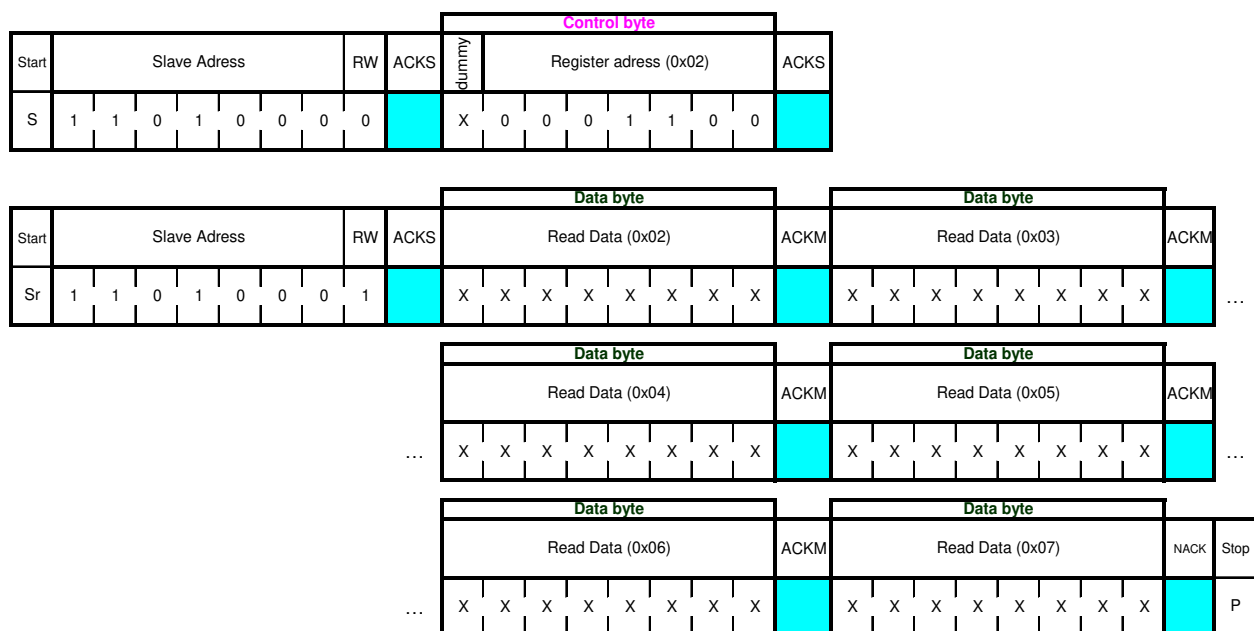 Control byte
Start Slave Adress RW ACKS dummy Register adress (0x02) ACKS
S 1 1 0 1 0 0 0 0 X 0 0 0 1 1 0 0
Data byte Data byte
Start Slave Adress RW ACKS Read Data (0x02) ACKM Read Data (0x03) ACKM
Sr 1 1 0 1 0 0 0 1 X X X X X X X X X X X X X X X X …
Data byte Data byte
Read Data (0x04) ACKM Read Data (0x05) ACKM
… X X X X X X X X X X X X X X X X …
Data byte Data byte
Read Data (0x06) ACKM Read Data (0x07) NACK Stop
… X X X X X X X X X X X X X X X X P